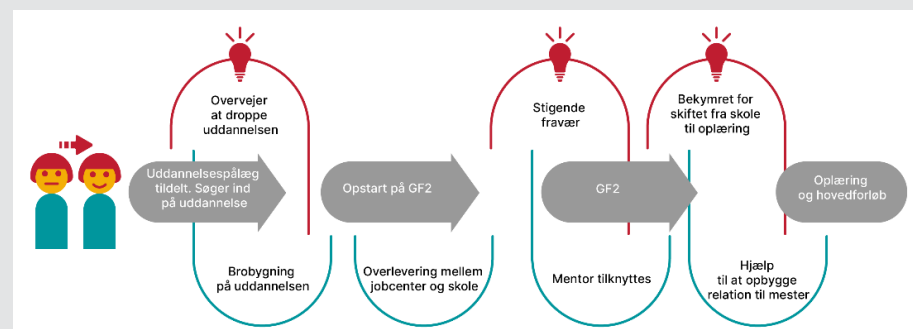 Overvejer
at droppe
uddannelsen
Stigende
fravær
Bekymret for
skiftet fra skole
til oplæring
Uddannelsespålæg
tildelt. Søger ind
på uddannelse
Opstart på GF2
GF2
Oplæring
og hovedforløb
Brobygning
på uddannelsen
Overlevering mellem
jobcenter og skole
Mentor tilknyttes
Hjælp
til at opbygge
relation til mester